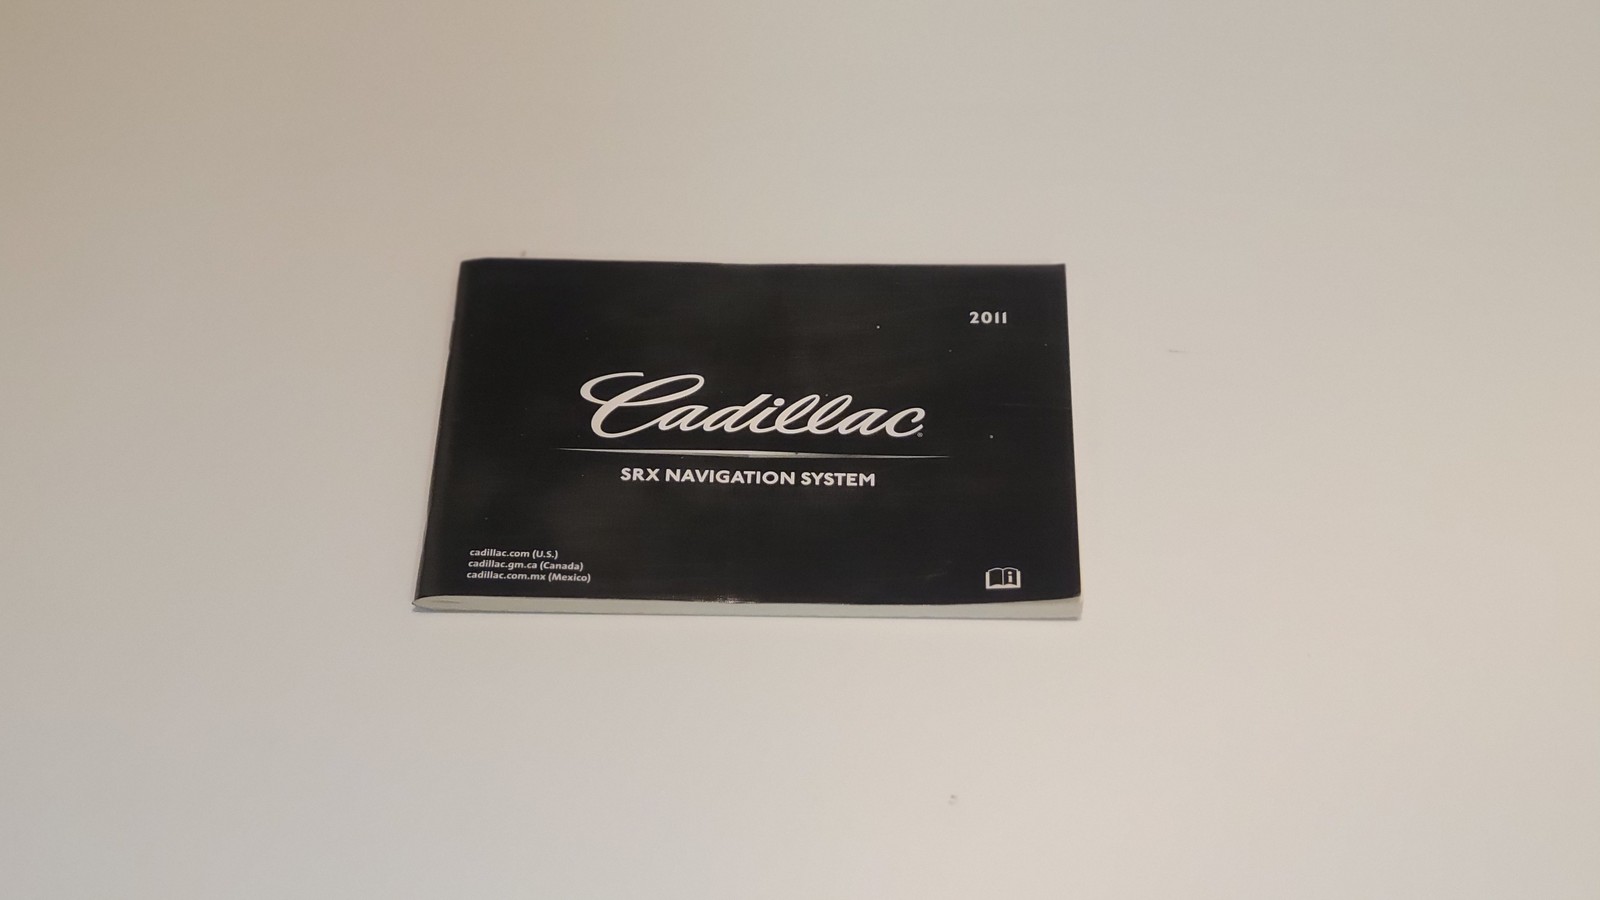 2011
Cadillac
SRX NAVIGATION SYSTEM
cadillac.com (U.S.)
cadillac.gm.ca (Canada)
cadillac.com.mx (Mexico)
i